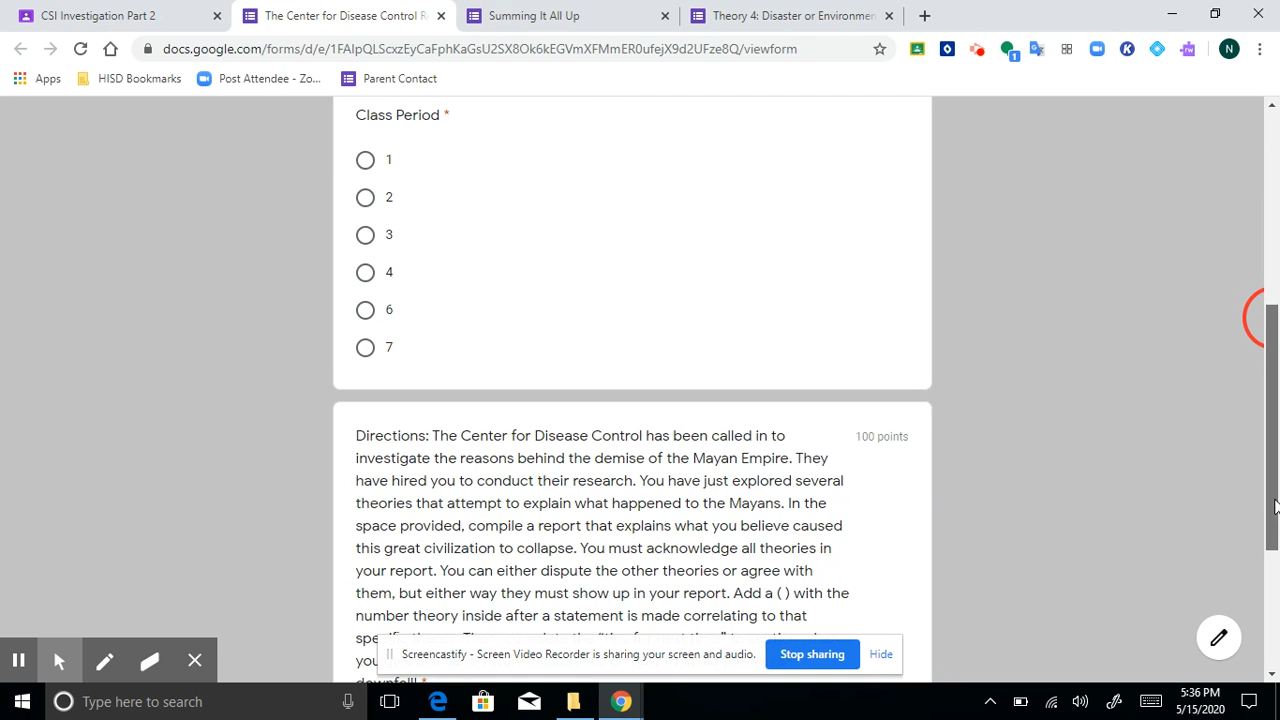 CSI Investigation Part 2
The Center for Disease Control R
Summing It All Up
Theory 4: Disaster or Environmen
docs.google.com/forms/d/e/1FAIpQLScxzEyCaFphKaGsU2SX8Ok6kEGVmXFMmER0ufejX9d2UFze8Q/viewform
1
N
Apps
HISD Bookmarks
Post Attendee - Zo...
Parent Contact
Class Period *
1
2
3
4
6
7
Directions: The Center for Disease Control has been called in to
100 points
investigate the reasons behind the demise of the Mayan Empire. They
have hired you to conduct their research. You have just explored several
theories that attempt to explain what happened to the Mayans. In the
space provided, compile a report that explains what you believe caused
this great civilization to collapse. You must acknowledge all theories in
your report. You can either dispute the other theories or agree with
them, but either way they must show up in your report. Add a ( ) with the
number theory inside after a statement is made correlating to that
Screencastify - Screen Video Recorder is sharing your screen and audio.
Stop sharing
Hide
downfall! *
Type here to search
5:36 PM
5/15/2020